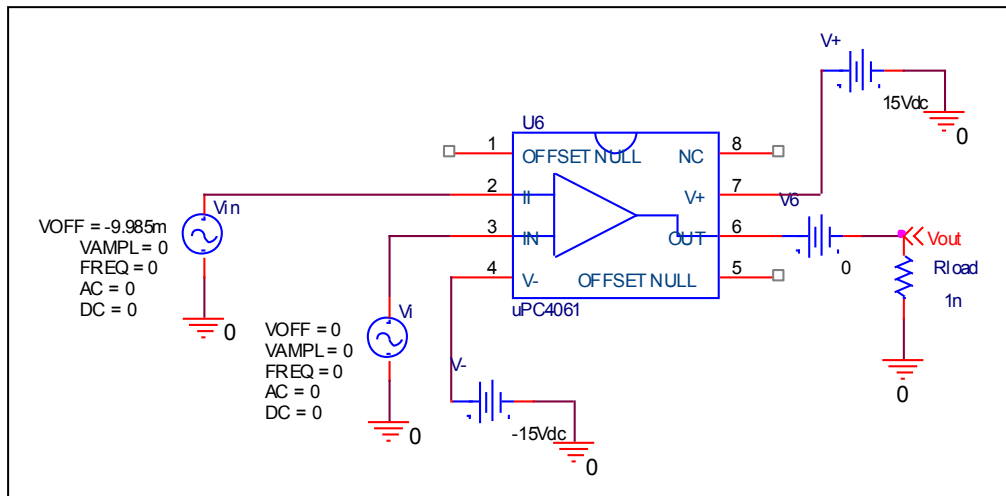 V+
15Vdc
0
U6
1
OFFSET NULL
NC
8
2
II
V+
7
Vin
VOFF = -9.985m
VAMPL = 0
FREQ = 0
AC = 0
DC = 0
0
3
IN
OUT
6
V6
0
Vout
Rload
1n
0
4
V-
OFFSET NULL
5
uPC4061
Vi
VOFF = 0
VAMPL = 0
FREQ = 0
AC = 0
DC = 0
0
V-
-15Vdc
0